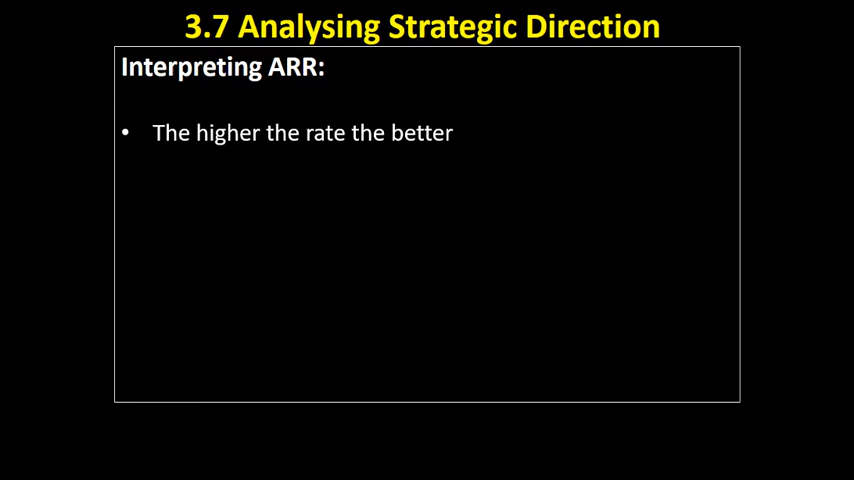 3.7 Analysing Strategic Direction
Interpreting ARR:
• The higher the rate the better